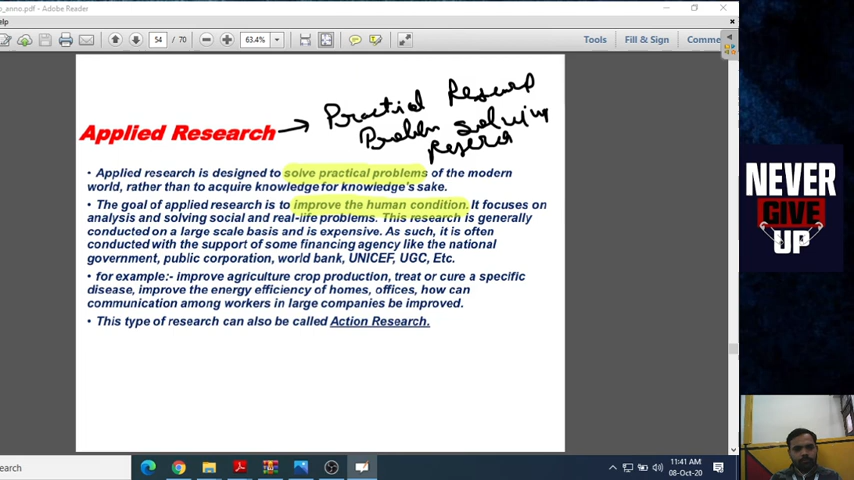 _anno.pdf - Adobe Reader
elp
54 / 70
63.4%
Tools
Fill & Sign
Comme
Applied Research
Practical Research
Problem Solving
Research
• Applied research is designed to solve practical problems of the modern
world, rather than to acquire knowledge for knowledge's sake.
• The goal of applied research is to improve the human condition. It focuses on
analysis and solving social and real-life problems. This research is generally
conducted on a large scale basis and is expensive. As such, it is often
conducted with the support of some financing agency like the national
government, public corporation, world bank, UNICEF, UGC, Etc.
• for example:- improve agriculture crop production, treat or cure a specific
disease, improve the energy efficiency of homes, offices, how can
communication among workers in large companies be improved.
• This type of research can also be called Action Research.
NEVER
GIVE
UP
earch
11:41 AM
08-Oct-20